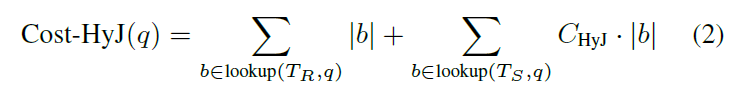 Cost-HyJ(q) = ∑_{b∈lookup(T_R,q)} |b| + ∑_{b∈lookup(T_S,q)} C_HyJ · |b| (2)